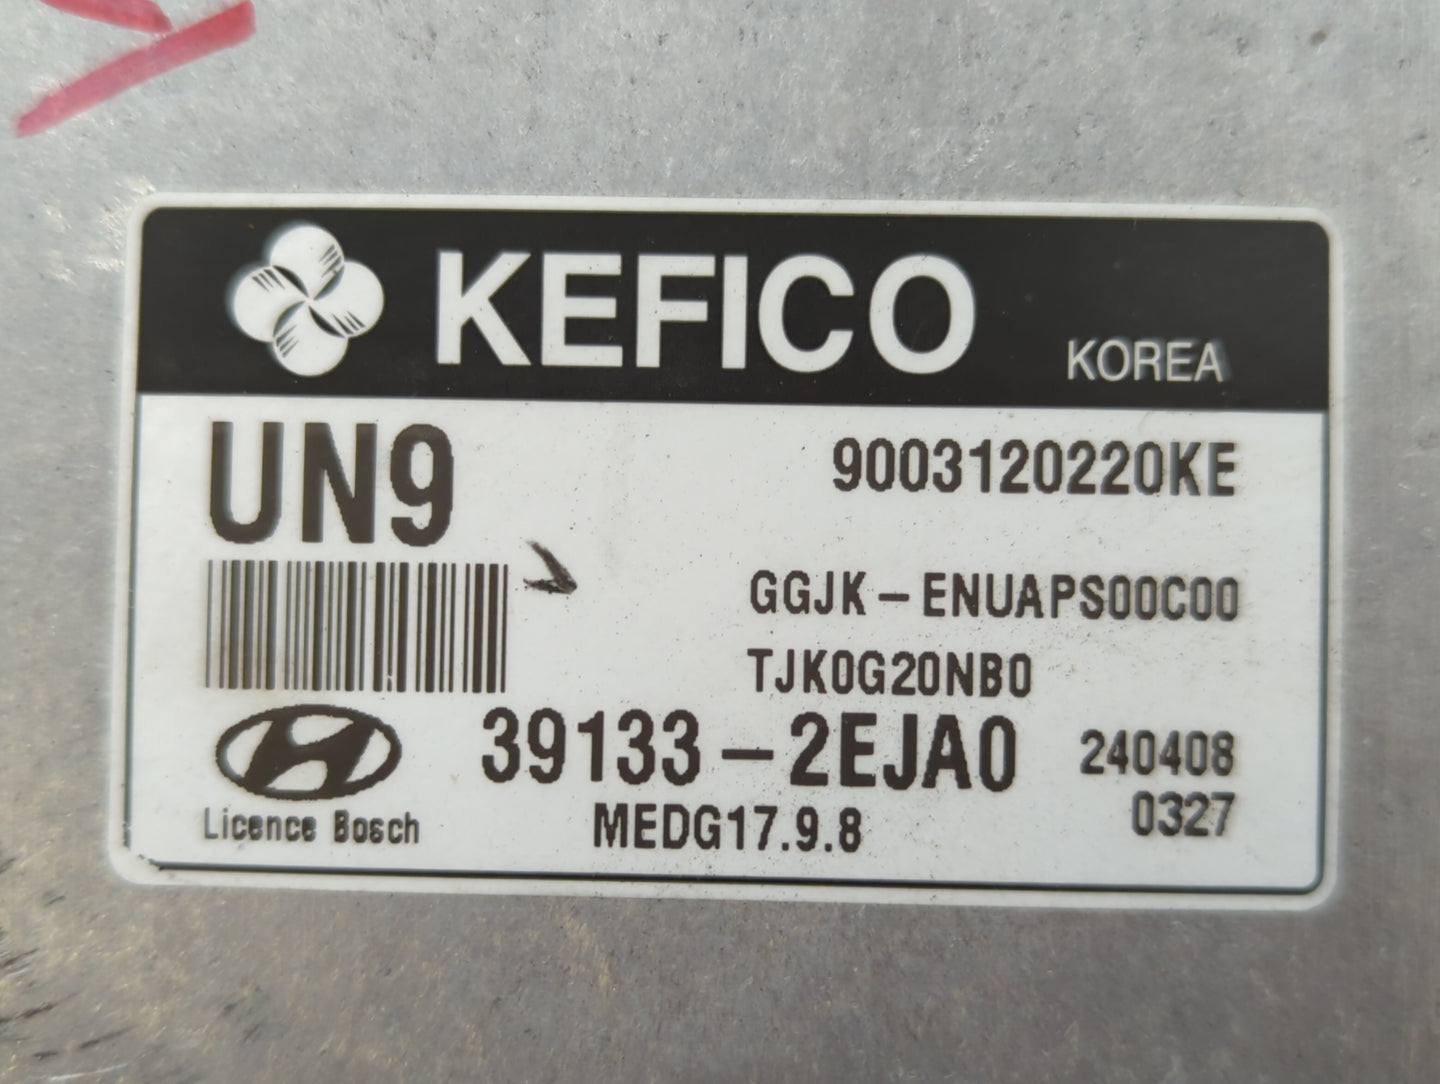 KEFICO
KOREA
UN9
9003120220KE
GGJK-ENUAPS00C00
TJK0G20NB0
39133-2EJA0
240408
Licence Bosch
MEDG17.9.8
0327